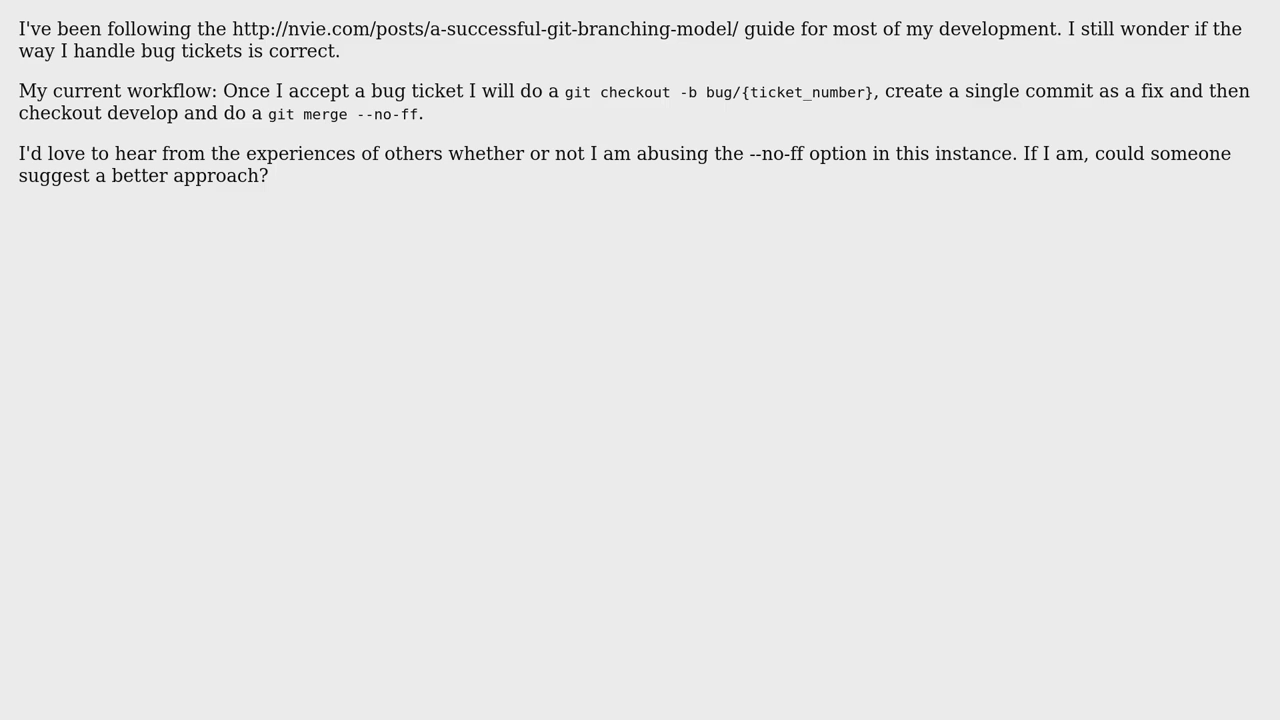 I've been following the http://nvie.com/posts/a-successful-git-branching-model/ guide for most of my development. I still wonder if the
way I handle bug tickets is correct.
My current workflow: Once I accept a bug ticket I will do a git checkout -b bug/{ticket_number}, create a single commit as a fix and then
checkout develop and do a git merge --no-ff.
I'd love to hear from the experiences of others whether or not I am abusing the --no-ff option in this instance. If I am, could someone
suggest a better approach?